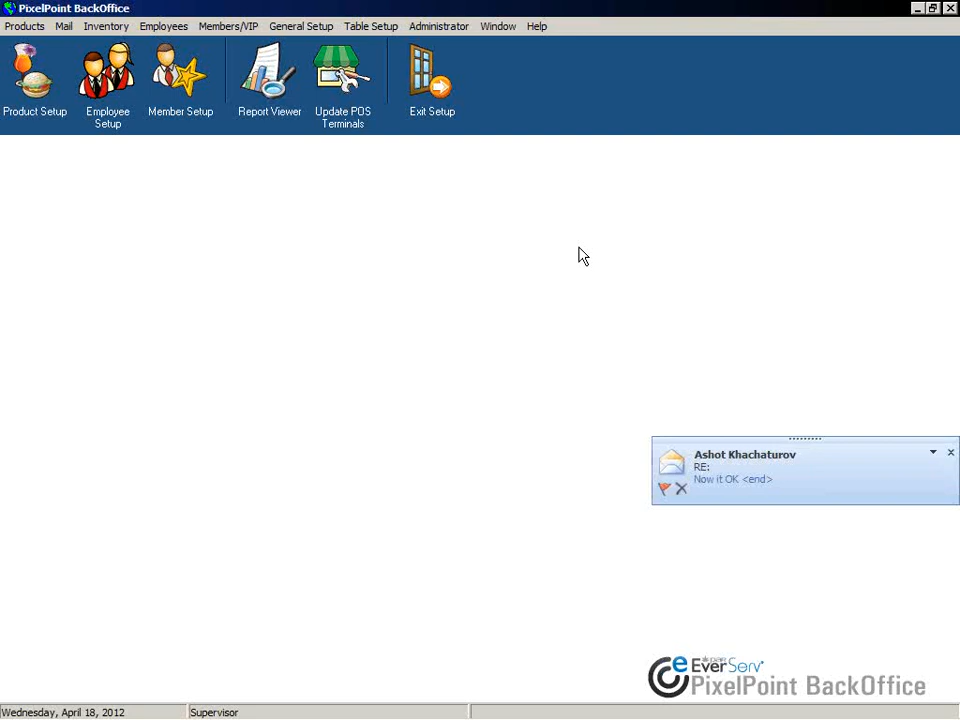 PixelPoint BackOffice
Products Mail Inventory Employees Members/VIP General Setup Table Setup Administrator Window Help
Product Setup
Employee Setup
Member Setup
Report Viewer
Update POS Terminals
Exit Setup
Ashot Khachaturov
RE:
Now it OK <end>
e EverServ
PixelPoint BackOffice
Wednesday, April 18, 2012 Supervisor